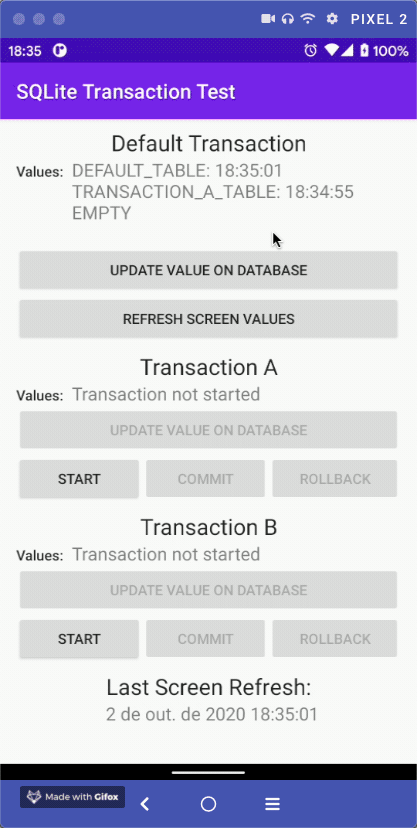 PIXEL 2
18:35
100%
SQLite Transaction Test
Default Transaction
Values: DEFAULT_TABLE: 18:35:01
TRANSACTION_A_TABLE: 18:34:55
EMPTY
UPDATE VALUE ON DATABASE
REFRESH SCREEN VALUES
Transaction A
Values: Transaction not started
UPDATE VALUE ON DATABASE
START COMMIT ROLLBACK
Transaction B
Values: Transaction not started
UPDATE VALUE ON DATABASE
START COMMIT ROLLBACK
Last Screen Refresh:
2 de out. de 2020 18:35:01
Made with Gifox